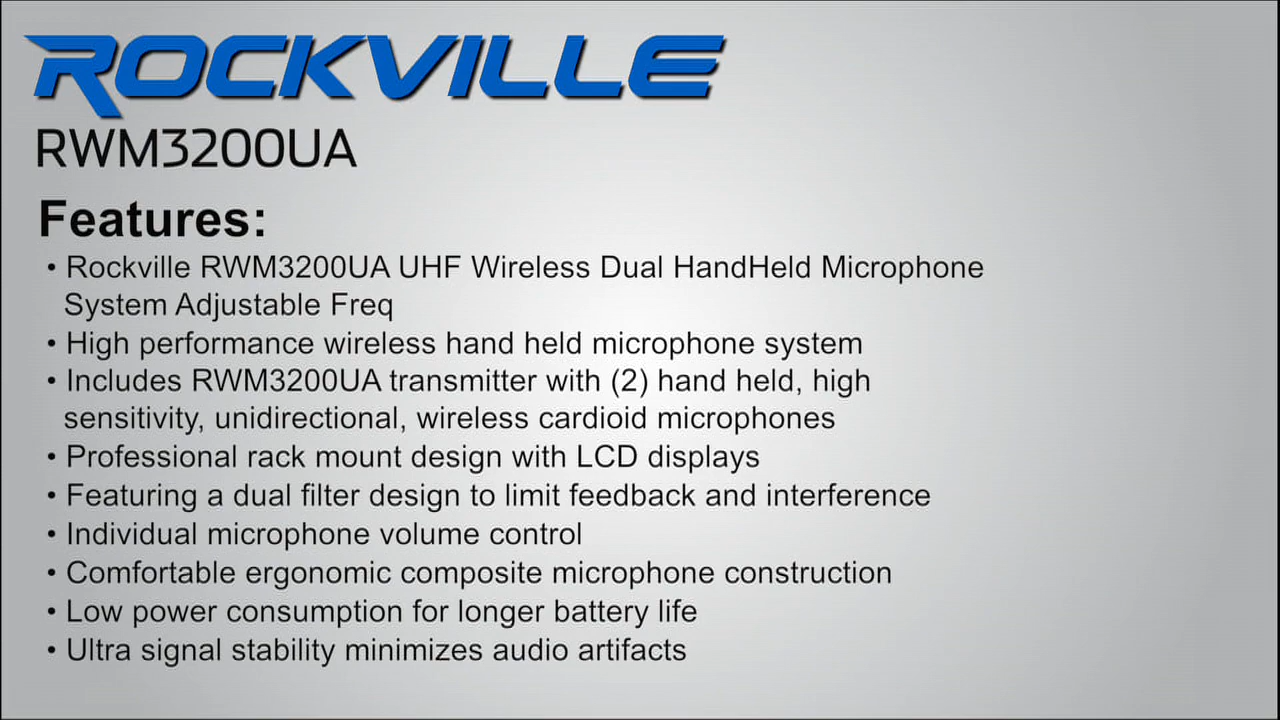 ROCKVILLE
RWM3200UA
Features:
• Rockville RWM3200UA UHF Wireless Dual HandHeld Microphone
System Adjustable Freq
• High performance wireless hand held microphone system
• Includes RWM3200UA transmitter with (2) hand held, high
sensitivity, unidirectional, wireless cardioid microphones
• Professional rack mount design with LCD displays
• Featuring a dual filter design to limit feedback and interference
• Individual microphone volume control
• Comfortable ergonomic composite microphone construction
• Low power consumption for longer battery life
• Ultra signal stability minimizes audio artifacts